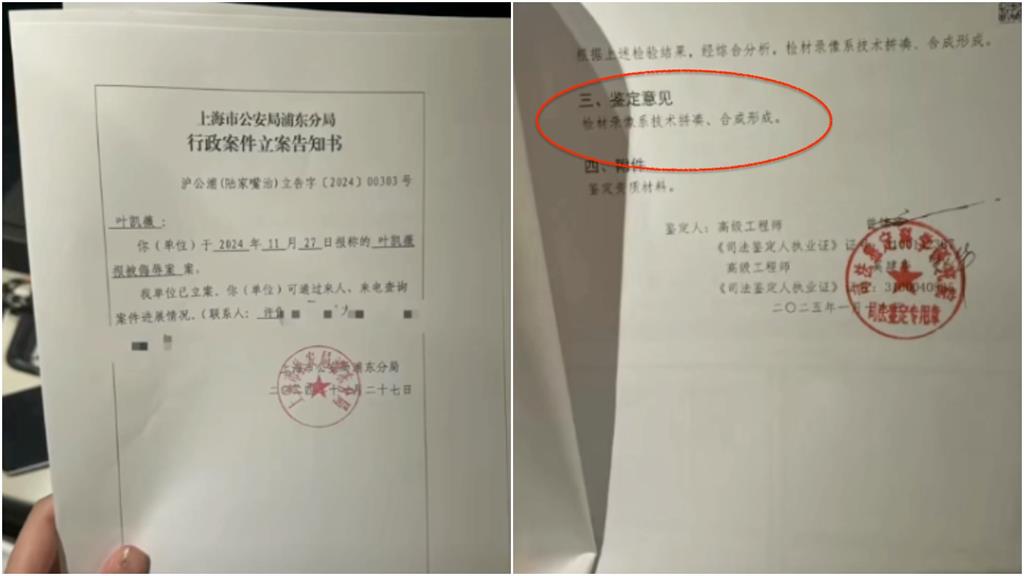 上海市公安局浦东分局
行政案件立案告知书
沪公浦(陆家嘴治)立告字〔2024〕00303号
叶凯薇:
你(单位)于2024年11月27日报称的叶凯薇
报被侮辱案案。
我单位已立案。你(单位)可通过来人、来电查询
案件进展情况。(联系人:许
上海市公安局浦东分局
二十七日
根据上述检验结果,经综合分析,检材录像系技术拼凑、合成形成。
三、鉴定意见
检材录像系技术拼凑、合成形成。
四、附件
鉴定资质材料。
鉴定人:高级工程师
《司法鉴定人执业证》证号:
高级工程师
《司法鉴定人执业证》证号:
二〇二五年一月
司法鉴定专用章